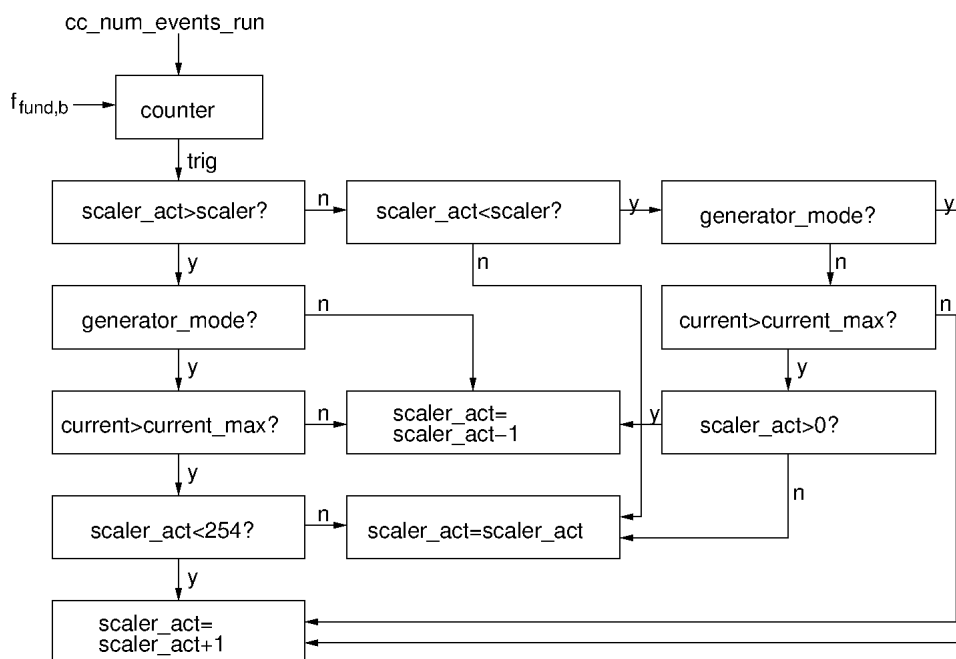 cc_num_events_run
f fund,b
counter
trig
scaler_act>scaler?
n
scaler_act<scaler?
y
generator_mode?
y
y
n
n
generator_mode?
n
current>current_max?
n
y
y
current>current_max?
n
scaler_act=
scaler_act−1
y
scaler_act>0?
y
n
scaler_act<254?
n
scaler_act=scaler_act
y
scaler_act=
scaler_act+1